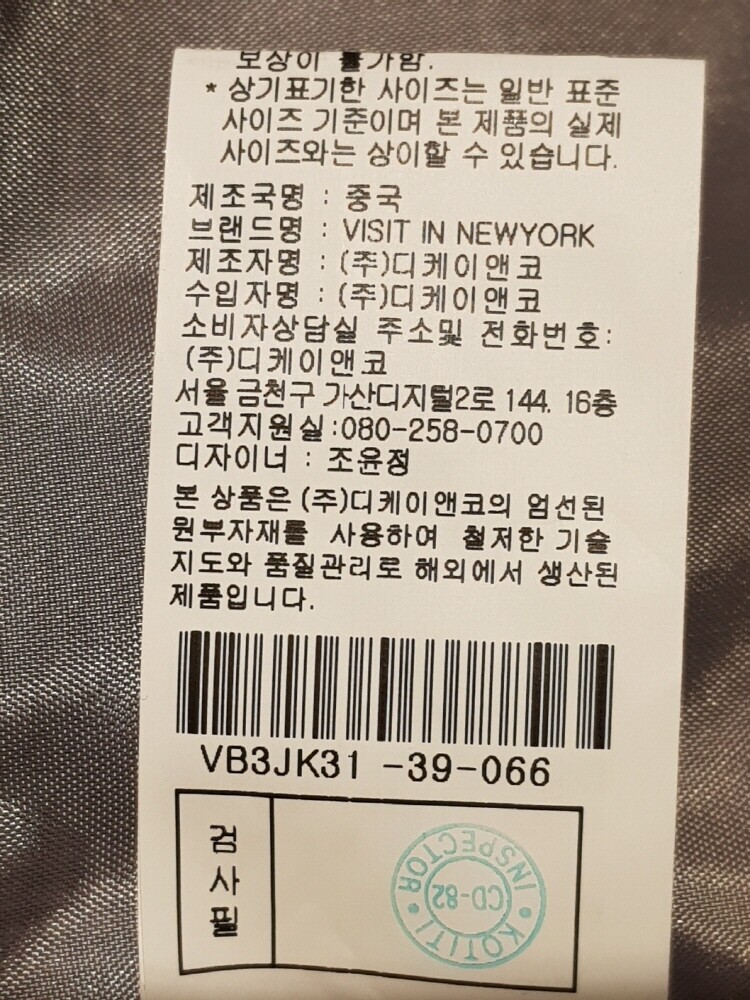 보상이 불가함.
* 상기표기한 사이즈는 일반 표준
사이즈 기준이며 본 제품의 실제
사이즈와는 상이할 수 있습니다.
제조국명 : 중국
브랜드명 : VISIT IN NEWYORK
제조자명 : (주)디케이앤코
수입자명 : (주)디케이앤코
소비자상담실 주소및 전화번호:
(주)디케이앤코
서울 금천구 가산디지털2로 144, 16층
고객지원실:080-258-0700
디자이너 : 조윤정
본 상품은 (주)디케이앤코의 엄선된
원부자재를 사용하여 철저한 기술
지도와 품질관리로 해외에서 생산된
제품입니다.
VB3JK31 -39-066
검사필
INSPECTOR
CD-82
KOTITI